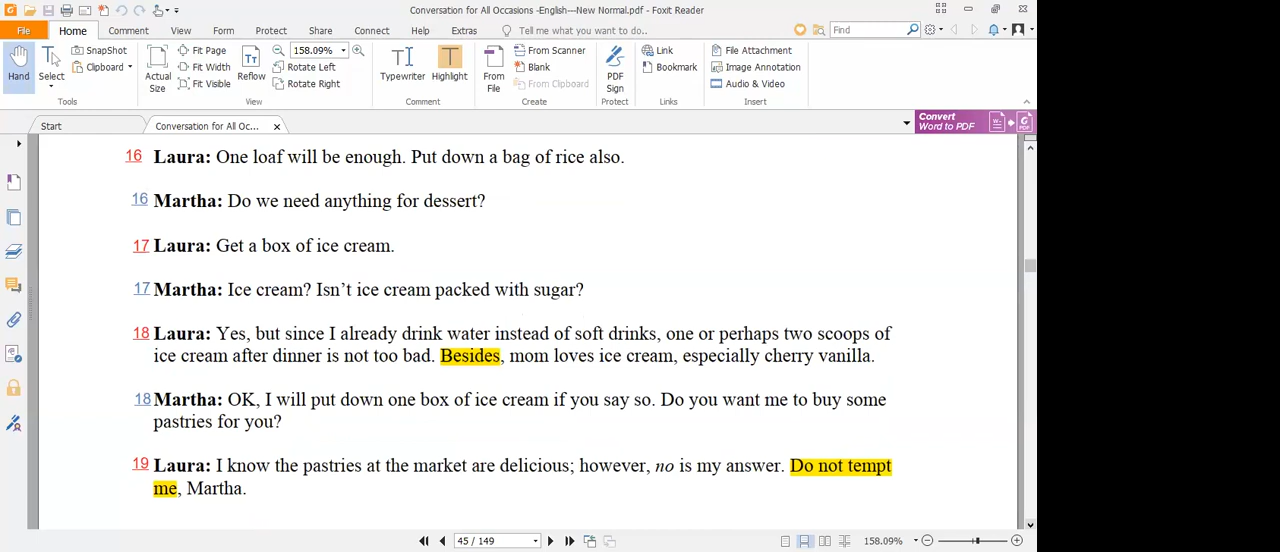 Conversation for All Occasions -English---New Normal.pdf - Foxit Reader
File Home Comment View Form Protect Share Connect Help Extras Tell me what you want to do.. Find
Hand Select SnapShot Clipboard Actual Size Fit Page Fit Width Fit Visible Reflow 158.09% Rotate Left Rotate Right Typewriter Highlight From File From Scanner Blank From Clipboard PDF Sign Link Bookmark File Attachment Image Annotation Audio & Video
Tools View Comment Create Protect Links Insert
Start Conversation for All Oc... Convert Word to PDF
16 Laura: One loaf will be enough. Put down a bag of rice also.
16 Martha: Do we need anything for dessert?
17 Laura: Get a box of ice cream.
17 Martha: Ice cream? Isn’t ice cream packed with sugar?
18 Laura: Yes, but since I already drink water instead of soft drinks, one or perhaps two scoops of
ice cream after dinner is not too bad. Besides, mom loves ice cream, especially cherry vanilla.
18 Martha: OK, I will put down one box of ice cream if you say so. Do you want me to buy some
pastries for you?
19 Laura: I know the pastries at the market are delicious; however, no is my answer. Do not tempt
me, Martha.
45 / 149 158.09%